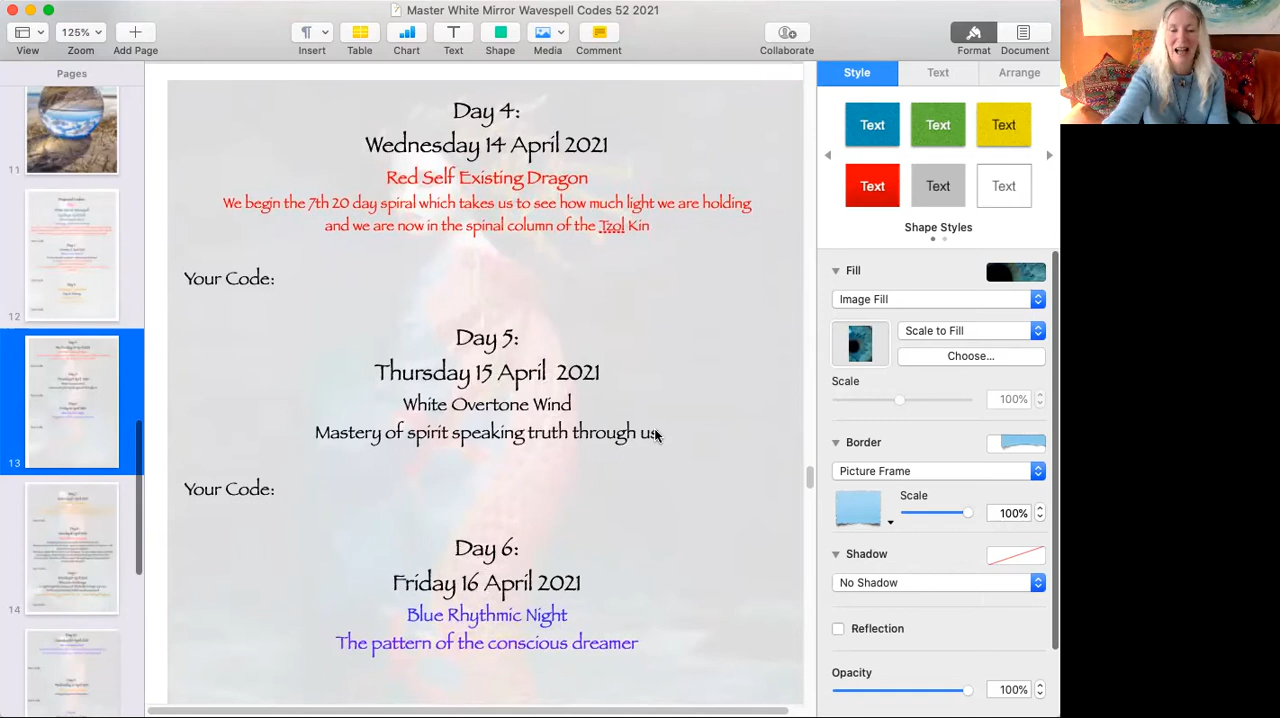 Master White Mirror Wavespell Codes 52 2021
View
125%
Zoom
Add Page
Insert
Table
Chart
Text
Shape
Media
Comment
Collaborate
Format
Document
Pages
11
12
13
14
Day 4:
Wednesday 14 April 2021
Red Self Existing Dragon
We begin the 7th 20 day spiral which takes us to see how much light we are holding
and we are now in the spinal column of the Tzol Kin
Your Code:
Day 5:
Thursday 15 April 2021
White Overtone Wind
Mastery of spirit speaking truth through us
Your Code:
Day 6:
Friday 16 April 2021
Blue Rhythmic Night
The pattern of the conscious dreamer
Style
Text
Arrange
Text
Text
Text
Text
Text
Text
Shape Styles
Fill
Image Fill
Scale to Fill
Choose...
Scale
100%
Border
Picture Frame
Scale
100%
Shadow
No Shadow
Reflection
Opacity
100%